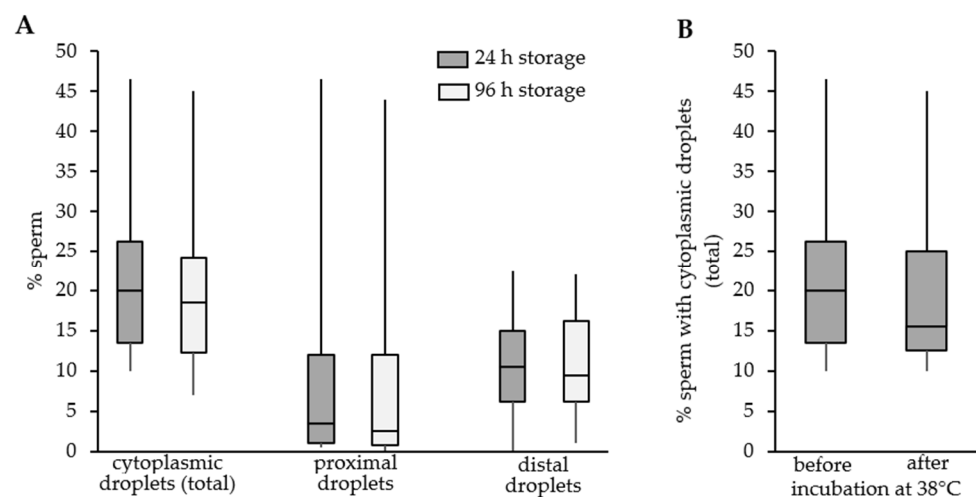 A
50
45
40
35
30
25
20
15
10
5
0
% sperm
24 h storage
96 h storage
cytoplasmic
droplets (total)
proximal
droplets
distal
droplets
B
50
45
40
35
30
25
20
15
10
5
0
% sperm with cytoplasmic droplets
(total)
before
after
incubation at 38°C